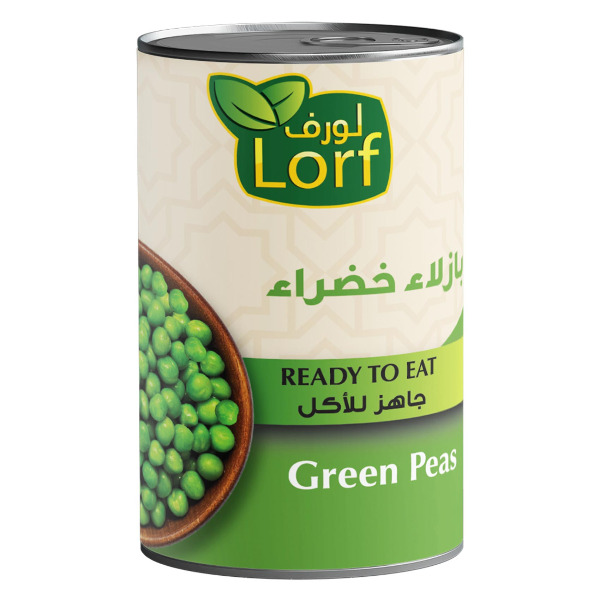 لورف
Lorf
بازلاء خضراء
READY TO EAT
جاهز للأكل
Green Peas